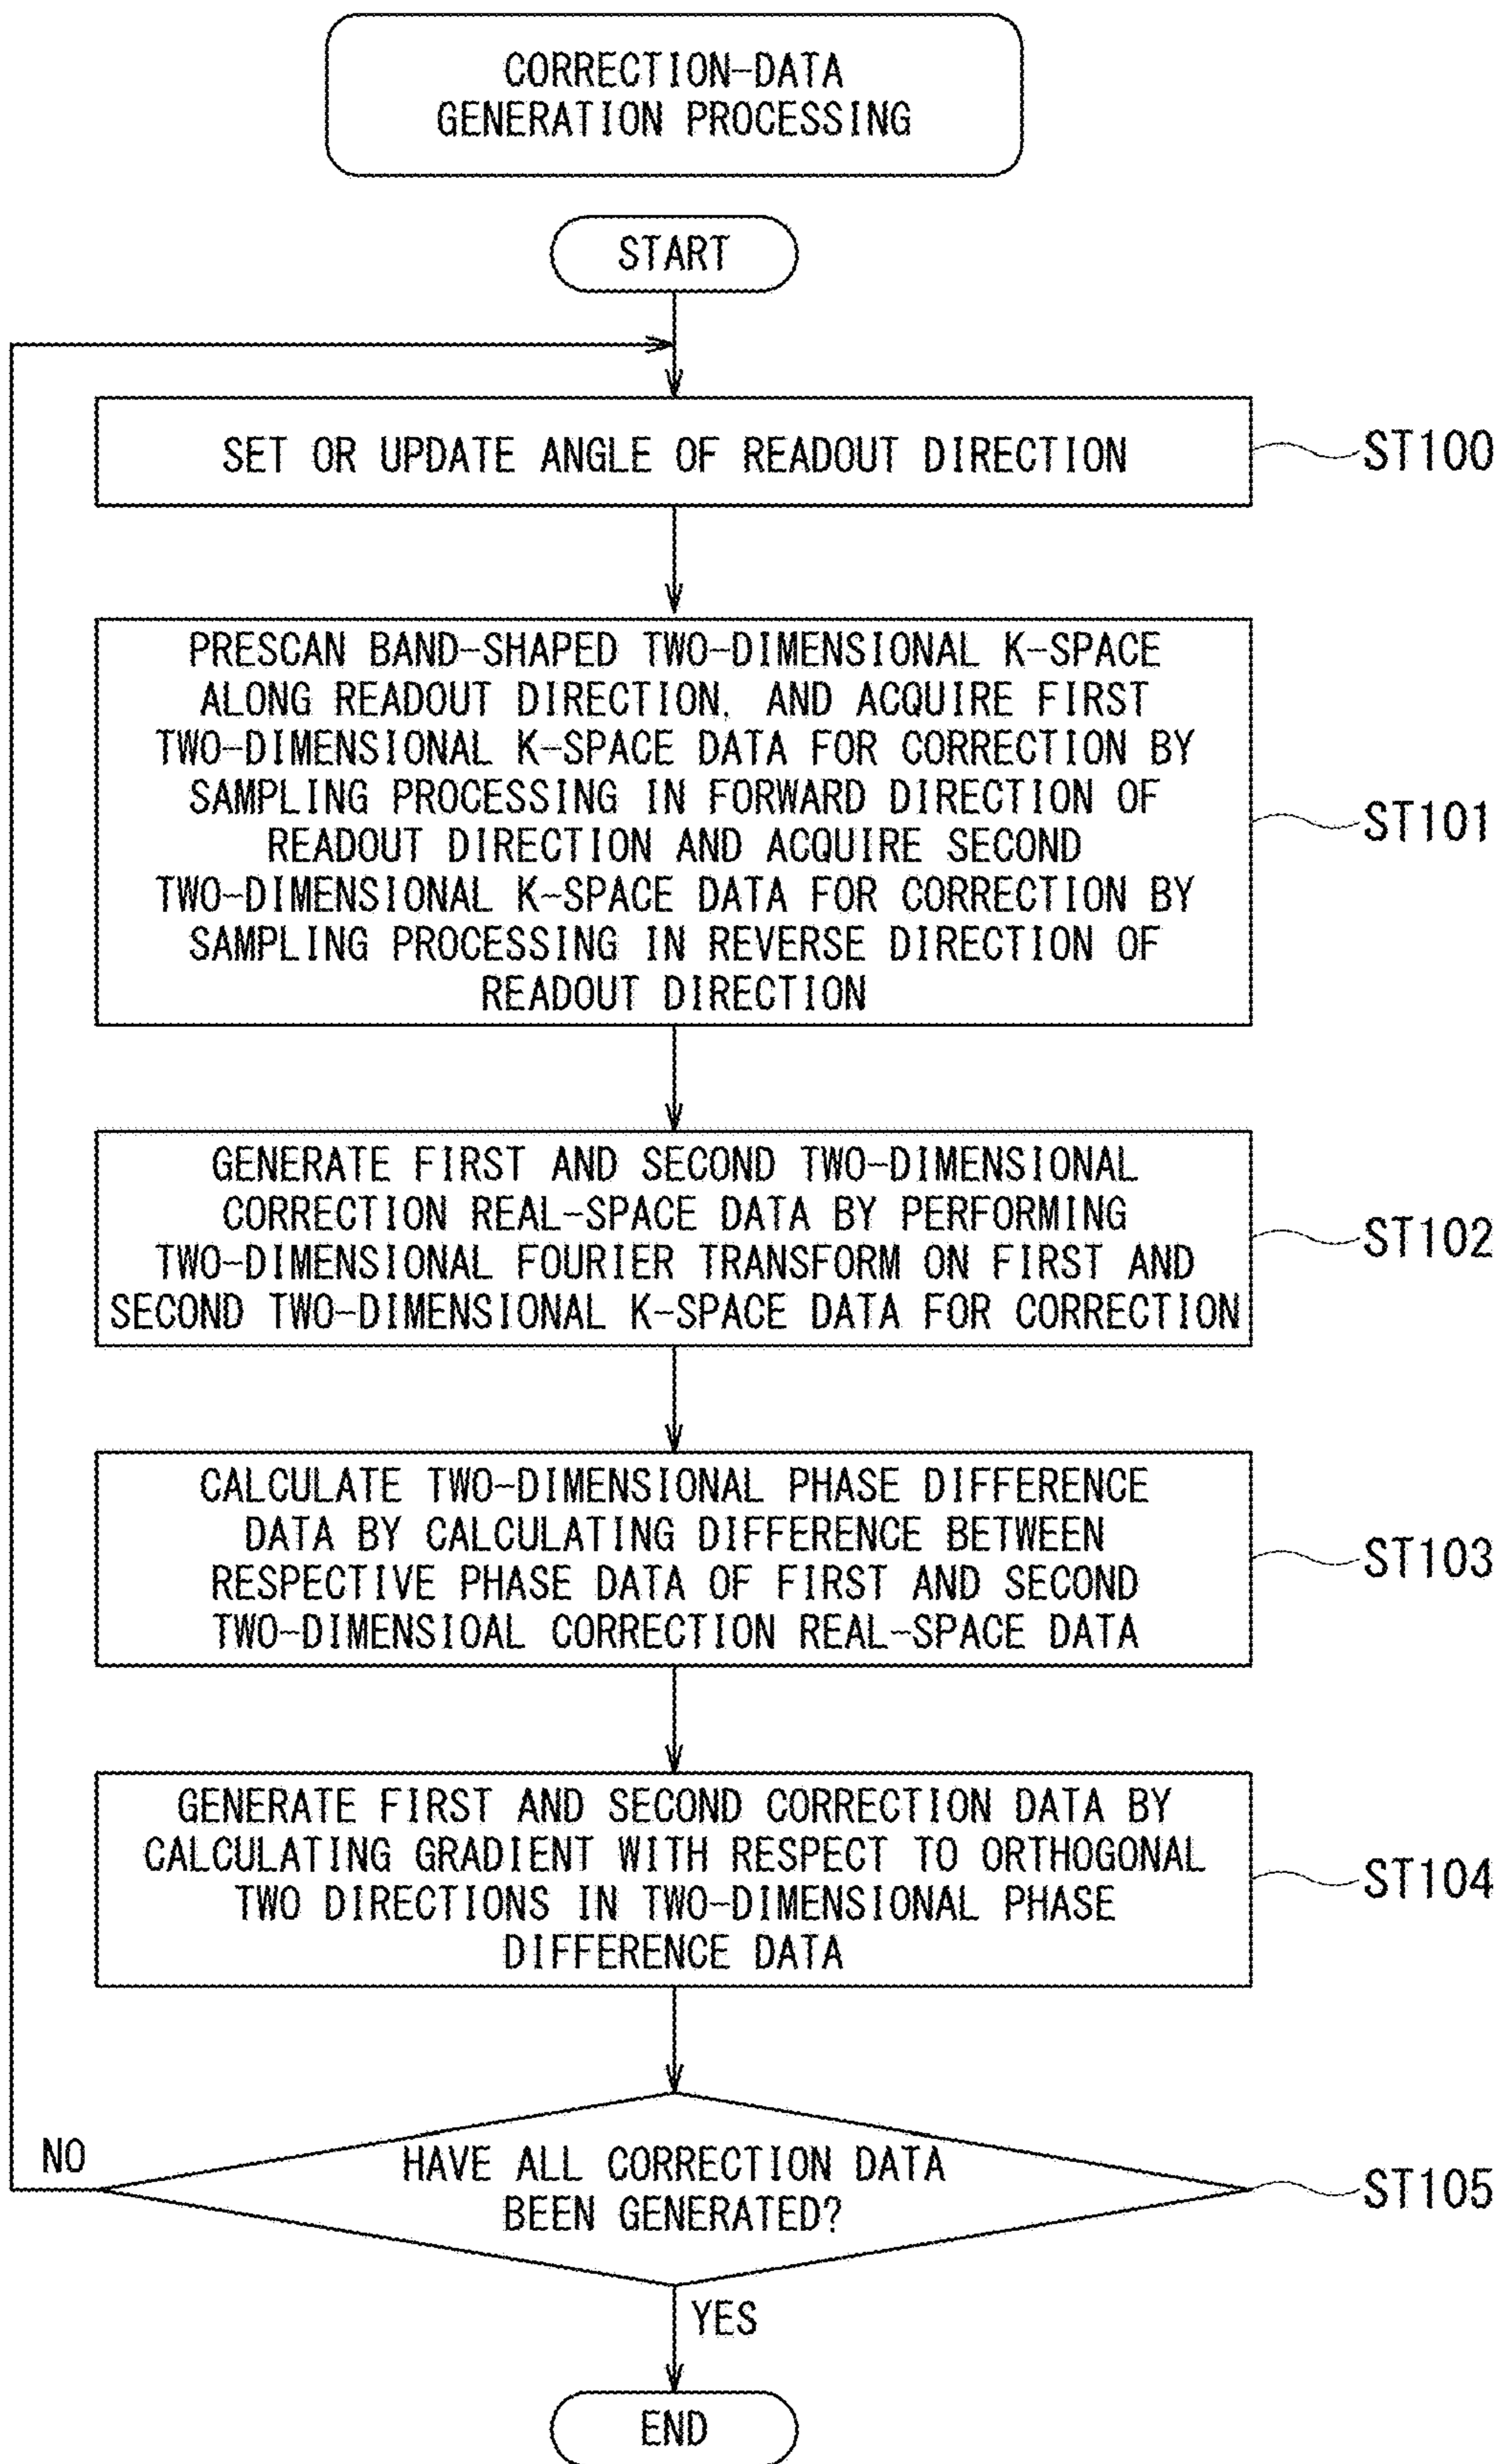 CORRECTION-DATA
GENERATION PROCESSING
START
SET OR UPDATE ANGLE OF READOUT DIRECTION
ST100
PRESCAN BAND-SHAPED TWO-DIMENSIONAL K-SPACE
ALONG READOUT DIRECTION, AND ACQUIRE FIRST
TWO-DIMENSIONAL K-SPACE DATA FOR CORRECTION BY
SAMPLING PROCESSING IN FORWARD DIRECTION OF
READOUT DIRECTION AND ACQUIRE SECOND
TWO-DIMENSIONAL K-SPACE DATA FOR CORRECTION BY
SAMPLING PROCESSING IN REVERSE DIRECTION OF
READOUT DIRECTION
ST101
GENERATE FIRST AND SECOND TWO-DIMENSIONAL
CORRECTION REAL-SPACE DATA BY PERFORMING
TWO-DIMENSIONAL FOURIER TRANSFORM ON FIRST AND
SECOND TWO-DIMENSIONAL K-SPACE DATA FOR CORRECTION
ST102
CALCULATE TWO-DIMENSIONAL PHASE DIFFERENCE
DATA BY CALCULATING DIFFERENCE BETWEEN
RESPECTIVE PHASE DATA OF FIRST AND SECOND
TWO-DIMENSIOAL CORRECTION REAL-SPACE DATA
ST103
GENERATE FIRST AND SECOND CORRECTION DATA BY
CALCULATING GRADIENT WITH RESPECT TO ORTHOGONAL
TWO DIRECTIONS IN TWO-DIMENSIONAL PHASE
DIFFERENCE DATA
ST104
NO
HAVE ALL CORRECTION DATA
BEEN GENERATED?
ST105
YES
END